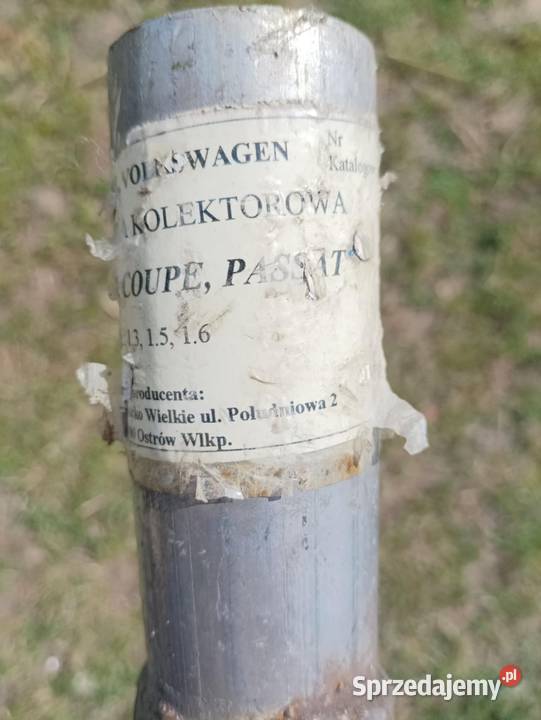 VOLKSWAGEN
Nr
Katalogow
KOLEKTOROWA
COUPE, PASSAT
1.3, 1.5, 1.6
producenta:
Wielkie ul. Południowa 2
Ostrów Wlkp.
Sprzedajemy.pl